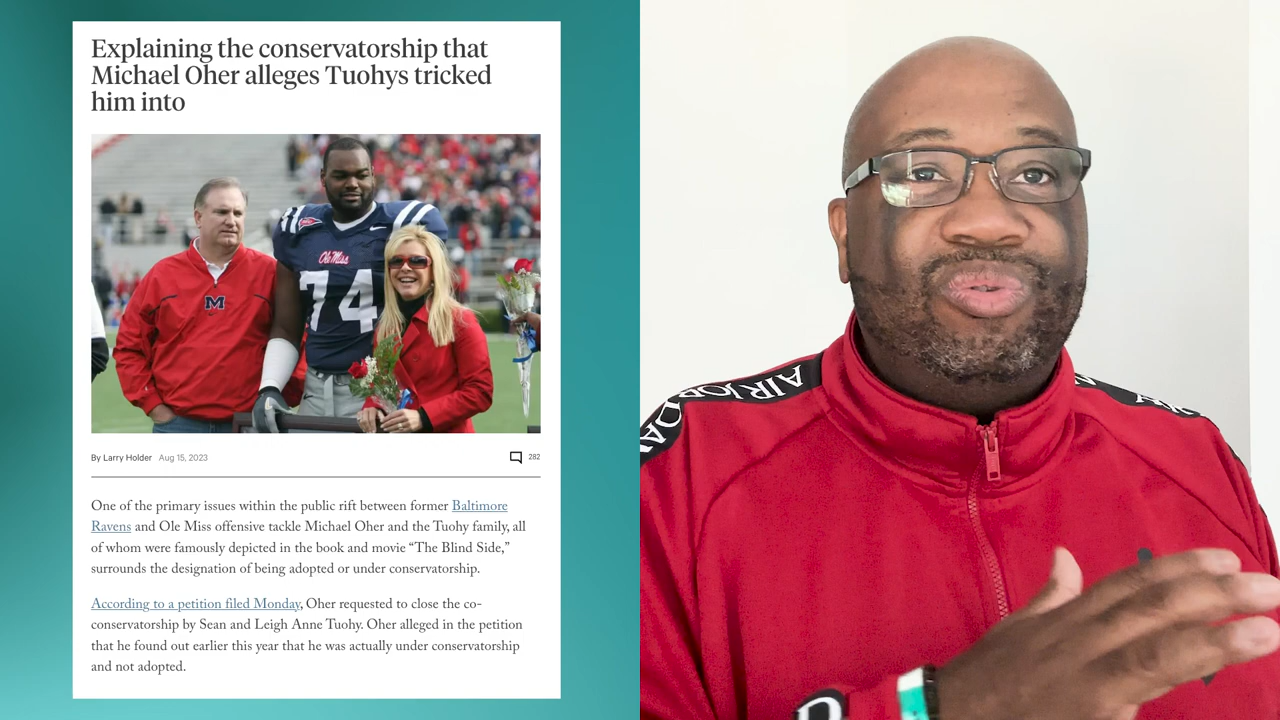 Explaining the conservatorship that
Michael Oher alleges Tuohys tricked
him into
M
Ole Miss
74
By Larry Holder Aug 15, 2023
282
One of the primary issues within the public rift between former Baltimore
Ravens and Ole Miss offensive tackle Michael Oher and the Tuohy family, all
of whom were famously depicted in the book and movie “The Blind Side,”
surrounds the designation of being adopted or under conservatorship.
According to a petition filed Monday, Oher requested to close the co-
conservatorship by Sean and Leigh Anne Tuohy. Oher alleged in the petition
that he found out earlier this year that he was actually under conservatorship
and not adopted.
AIR JORDAN